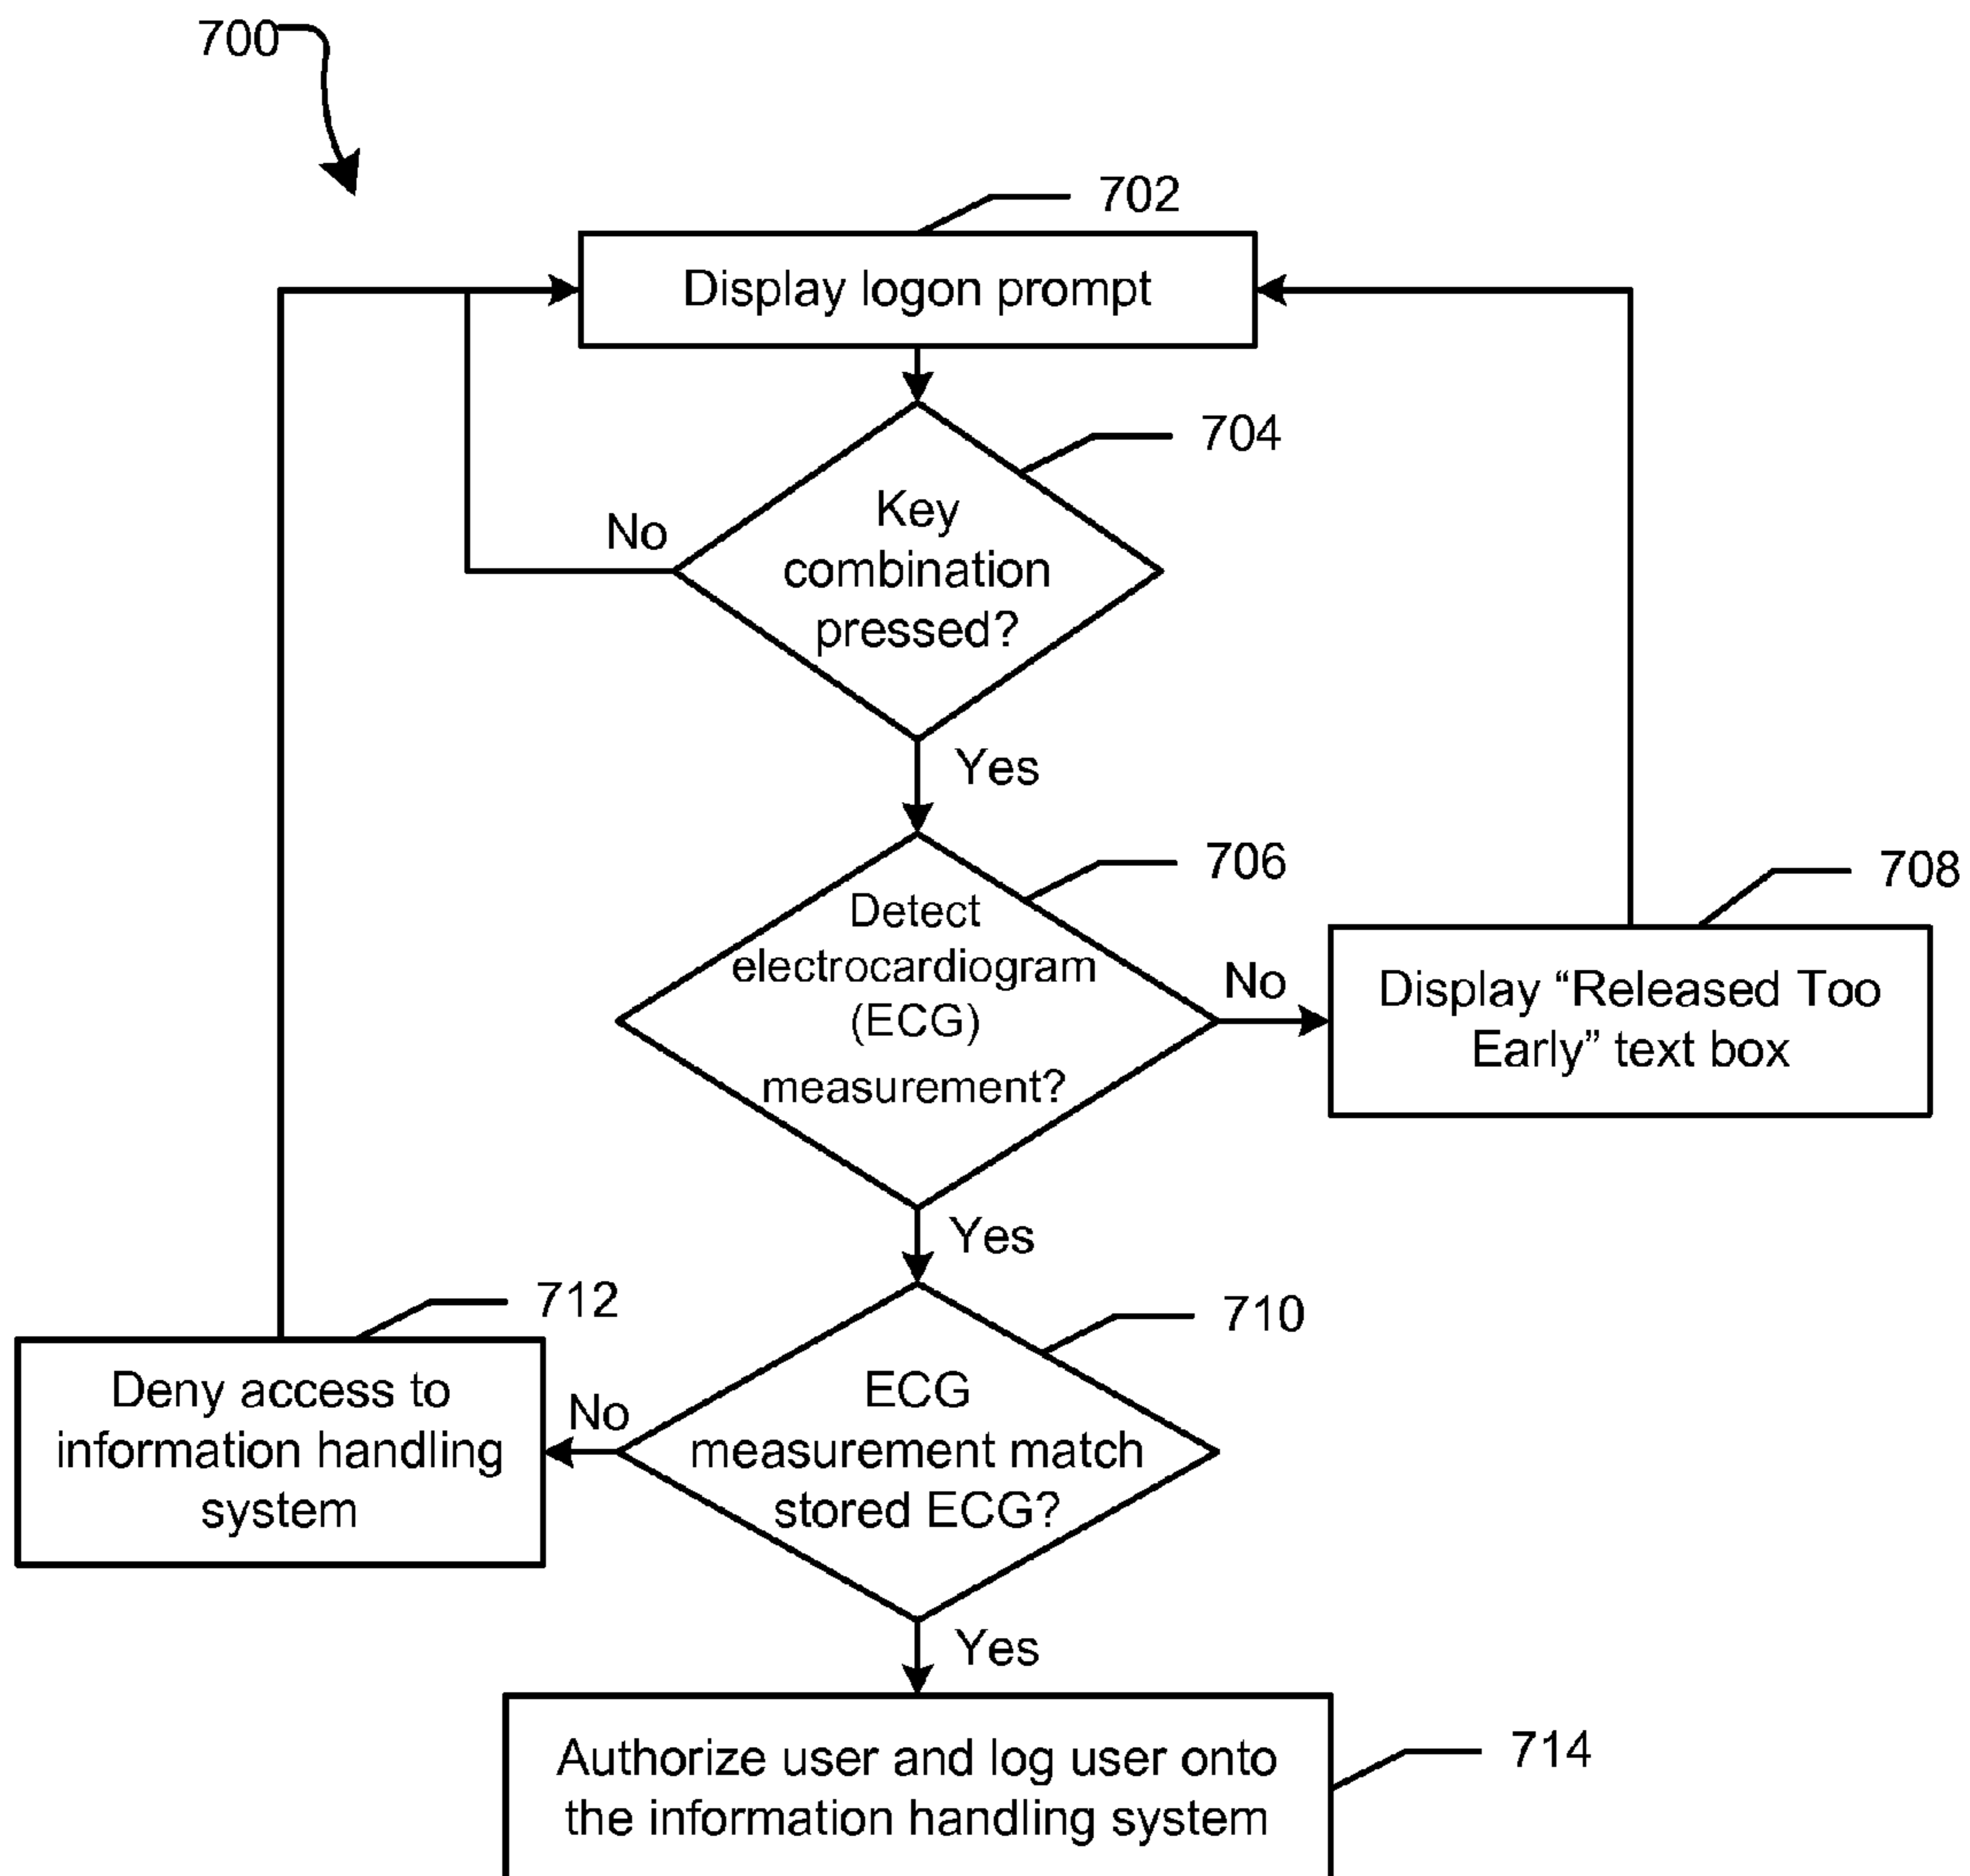 700
702
Display logon prompt
704
Key
combination
pressed?
No
Yes
706
Detect
electrocardiogram
(ECG)
measurement?
No
708
Display “Released Too
Early” text box
Yes
712
Deny access to
information handling
system
No
710
ECG
measurement match
stored ECG?
Yes
Authorize user and log user onto
the information handling system
714